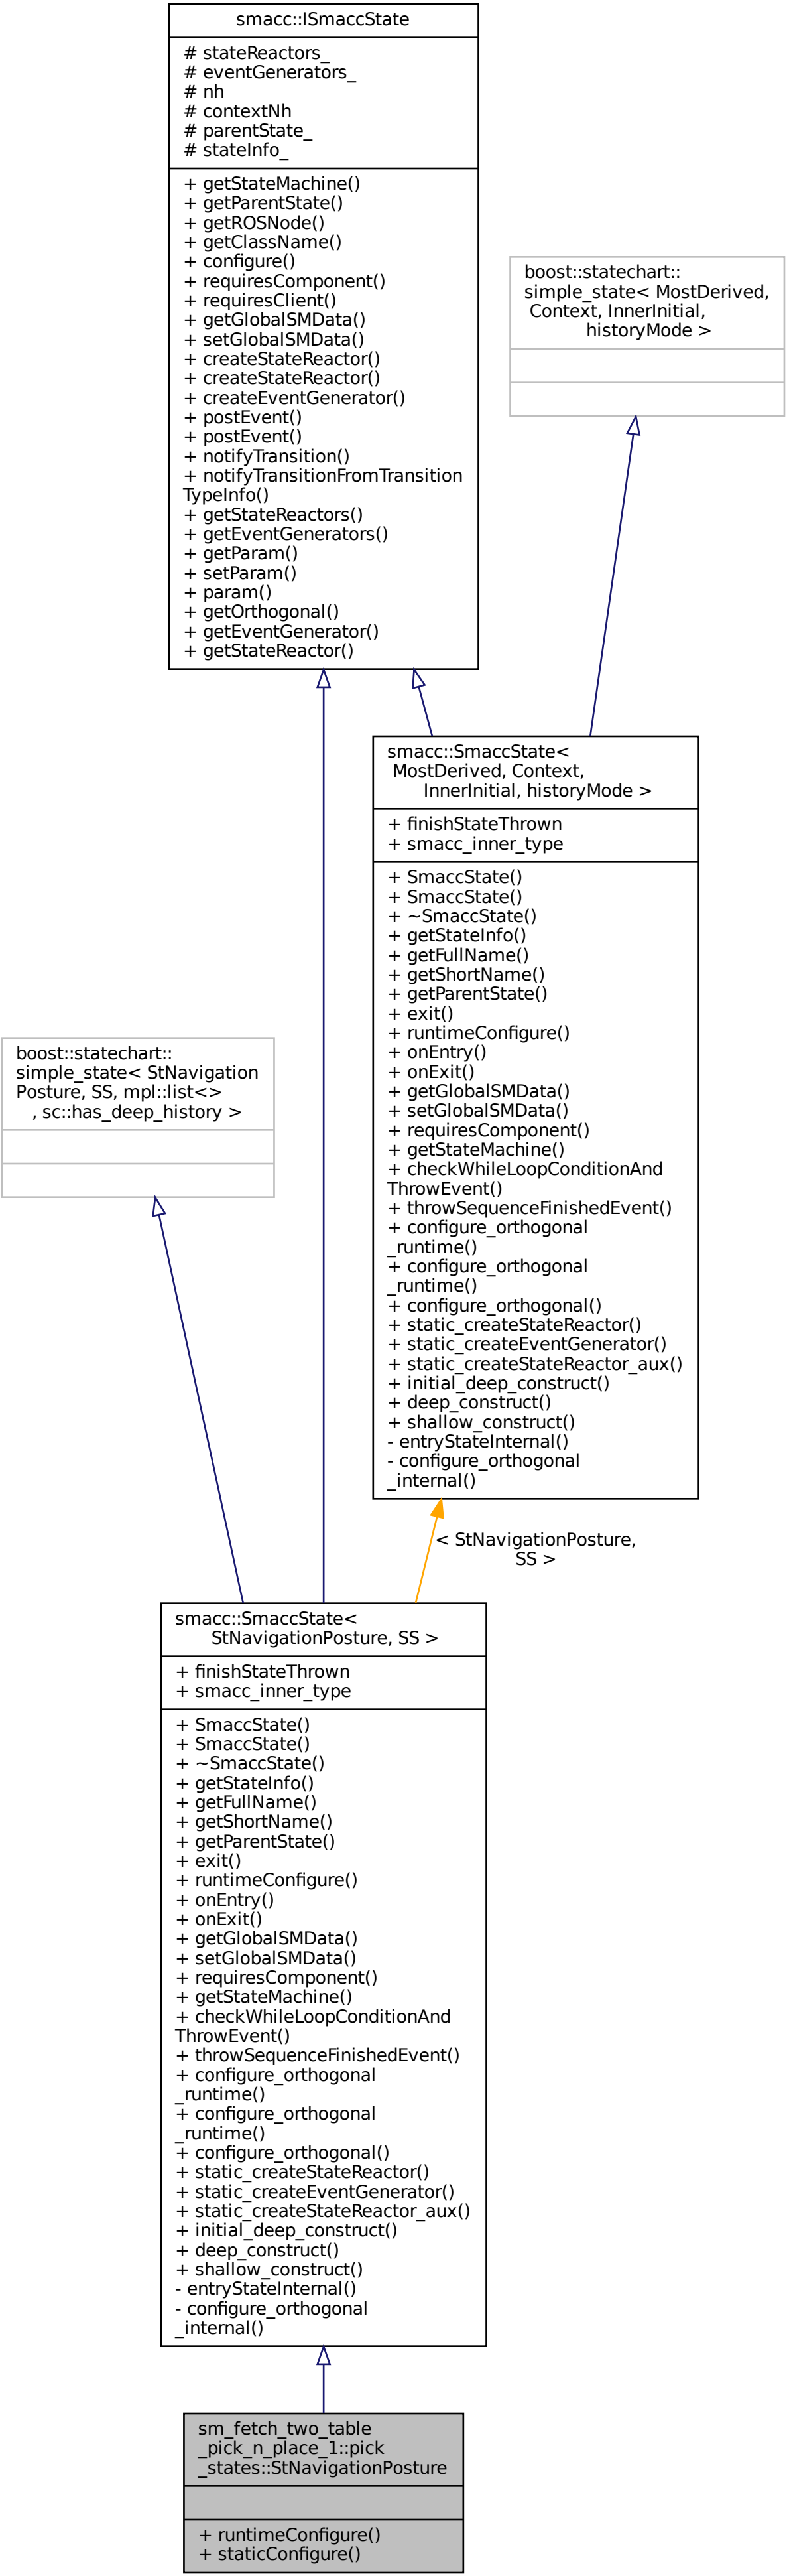 smacc::ISmaccState
# stateReactors_
# eventGenerators_
# nh
# contextNh
# parentState_
# stateInfo_
+ getStateMachine()
+ getParentState()
+ getROSNode()
+ getClassName()
+ configure()
+ requiresComponent()
+ requiresClient()
+ getGlobalSMData()
+ setGlobalSMData()
+ createStateReactor()
+ createStateReactor()
+ createEventGenerator()
+ postEvent()
+ postEvent()
+ notifyTransition()
+ notifyTransitionFromTransition
TypeInfo()
+ getStateReactors()
+ getEventGenerators()
+ getParam()
+ setParam()
+ param()
+ getOrthogonal()
+ getEventGenerator()
+ getStateReactor()
boost::statechart::
simple_state< MostDerived,
Context, InnerInitial,
historyMode >
smacc::SmaccState<
MostDerived, Context,
InnerInitial, historyMode >
+ finishStateThrown
+ smacc_inner_type
+ SmaccState()
+ SmaccState()
+ ~SmaccState()
+ getStateInfo()
+ getFullName()
+ getShortName()
+ getParentState()
+ exit()
+ runtimeConfigure()
+ onEntry()
+ onExit()
+ getGlobalSMData()
+ setGlobalSMData()
+ requiresComponent()
+ getStateMachine()
+ checkWhileLoopConditionAnd
ThrowEvent()
+ throwSequenceFinishedEvent()
+ configure_orthogonal
_runtime()
+ configure_orthogonal
_runtime()
+ configure_orthogonal()
+ static_createStateReactor()
+ static_createEventGenerator()
+ static_createStateReactor_aux()
+ initial_deep_construct()
+ deep_construct()
+ shallow_construct()
- entryStateInternal()
- configure_orthogonal
_internal()
boost::statechart::
simple_state< StNavigation
Posture, SS, mpl::list<>
, sc::has_deep_history >
< StNavigationPosture,
SS >
smacc::SmaccState<
StNavigationPosture, SS >
+ finishStateThrown
+ smacc_inner_type
+ SmaccState()
+ SmaccState()
+ ~SmaccState()
+ getStateInfo()
+ getFullName()
+ getShortName()
+ getParentState()
+ exit()
+ runtimeConfigure()
+ onEntry()
+ onExit()
+ getGlobalSMData()
+ setGlobalSMData()
+ requiresComponent()
+ getStateMachine()
+ checkWhileLoopConditionAnd
ThrowEvent()
+ throwSequenceFinishedEvent()
+ configure_orthogonal
_runtime()
+ configure_orthogonal
_runtime()
+ configure_orthogonal()
+ static_createStateReactor()
+ static_createEventGenerator()
+ static_createStateReactor_aux()
+ initial_deep_construct()
+ deep_construct()
+ shallow_construct()
- entryStateInternal()
- configure_orthogonal
_internal()
sm_fetch_two_table
_pick_n_place_1::pick
_states::StNavigationPosture
+ runtimeConfigure()
+ staticConfigure()